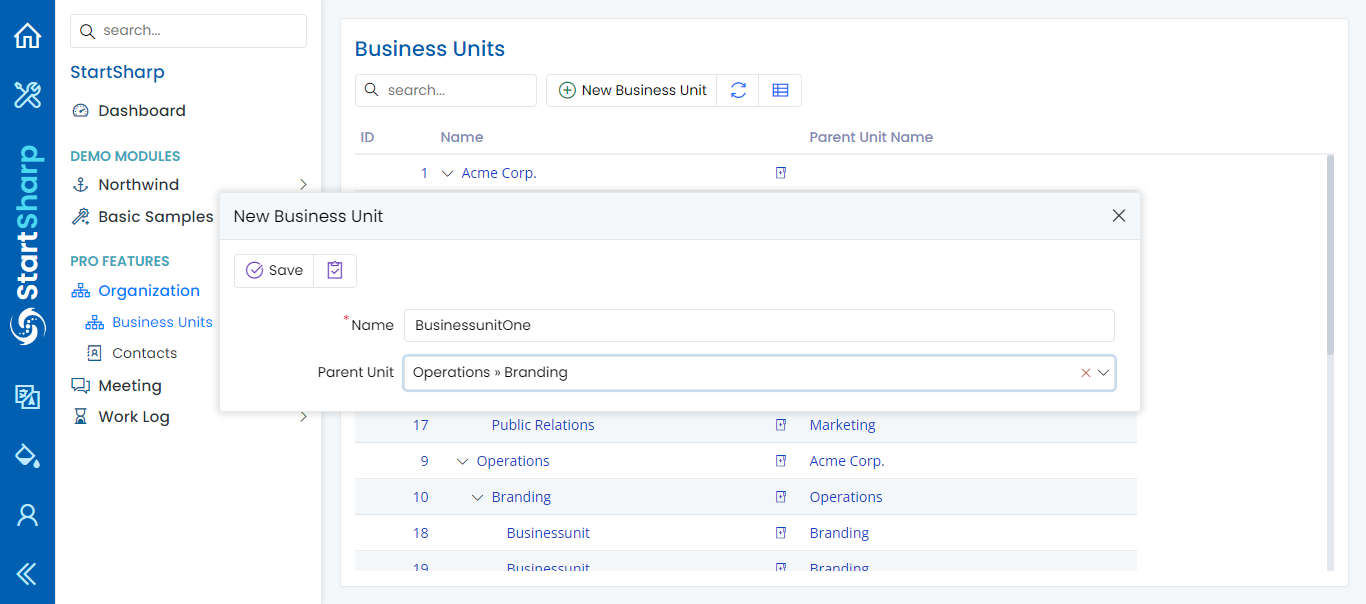 StartSharp
search...
StartSharp
Dashboard
DEMO MODULES
Northwind
Basic Samples
PRO FEATURES
Organization
Business Units
Contacts
Meeting
Work Log
Business Units
search...
New Business Unit
ID Name Parent Unit Name
1 Acme Corp.
New Business Unit
Save
* Name BusinessunitOne
Parent Unit Operations » Branding
17 Public Relations Marketing
9 Operations Acme Corp.
10 Branding Operations
18 Businessunit Branding
19 Businessunit Branding